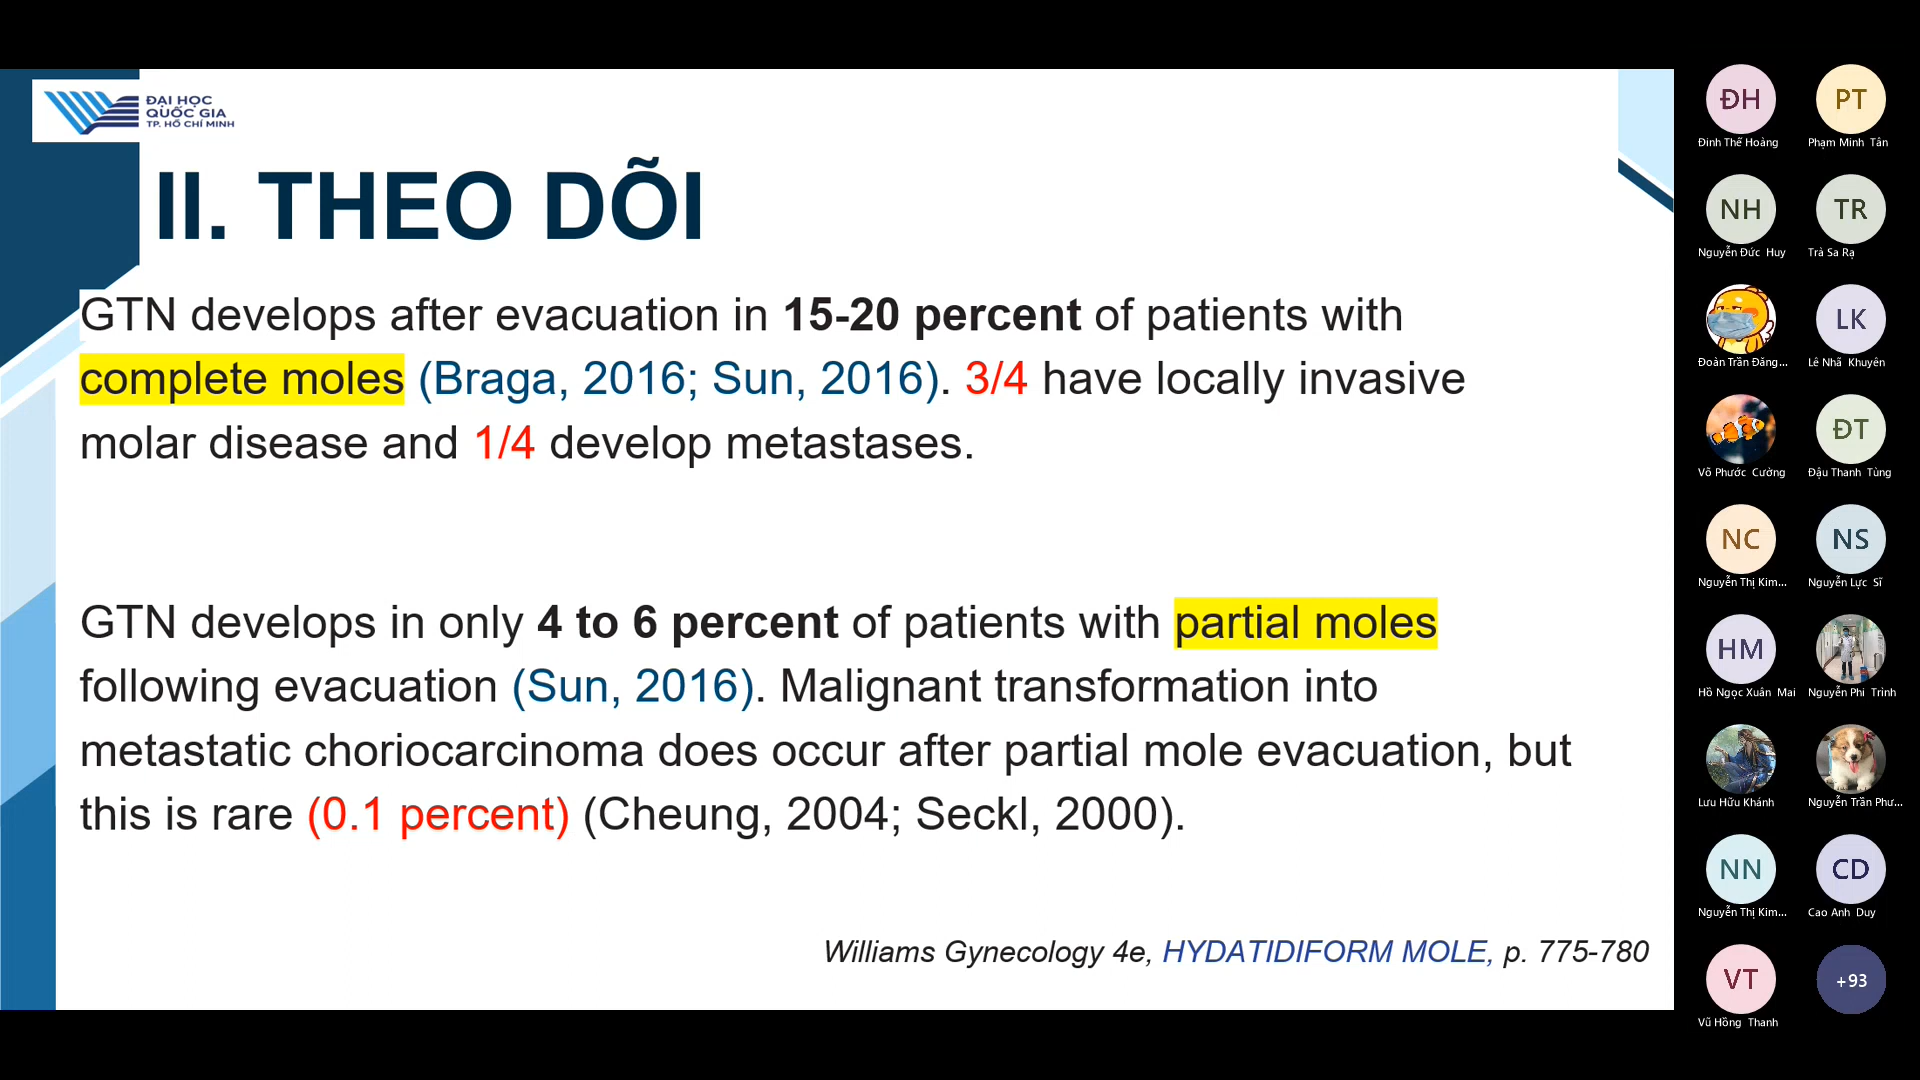 ĐẠI HỌC
QUỐC GIA
TP. HỒ CHÍ MINH
II. THEO DÕI
GTN develops after evacuation in 15-20 percent of patients with
complete moles (Braga, 2016; Sun, 2016). 3/4 have locally invasive
molar disease and 1/4 develop metastases.
GTN develops in only 4 to 6 percent of patients with partial moles
following evacuation (Sun, 2016). Malignant transformation into
metastatic choriocarcinoma does occur after partial mole evacuation, but
this is rare (0.1 percent) (Cheung, 2004; Seckl, 2000).
Williams Gynecology 4e, HYDATIDIFORM MOLE, p. 775-780
ĐH
PT
Đinh Thế Hoàng
Phạm Minh Tân
NH
TR
Nguyễn Đức Huy
Trà Sa Rạ
LK
Đoàn Trần Đăng...
Lê Nhã Khuyên
ĐT
Võ Phước Cường
Đậu Thanh Tùng
NC
NS
Nguyễn Thị Kim...
Nguyễn Lực Sĩ
HM
Hồ Ngọc Xuân Mai
Nguyễn Phi Trình
Lưu Hữu Khánh
Nguyễn Trần Phư...
NN
CD
Nguyễn Thị Kim...
Cao Anh Duy
VT
+93
Vũ Hồng Thanh